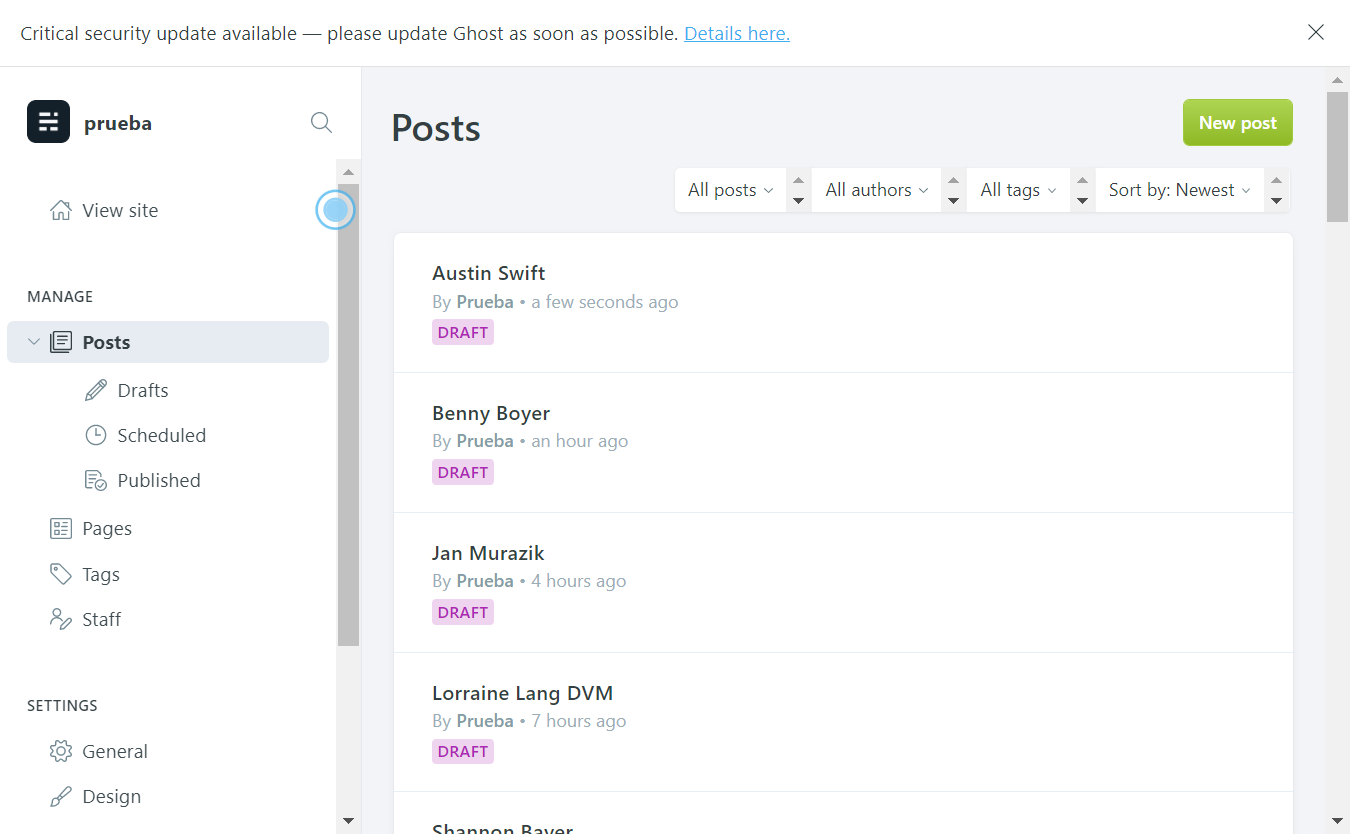 Critical security update available — please update Ghost as soon as possible. Details here.
prueba
View site
MANAGE
Posts
Drafts
Scheduled
Published
Pages
Tags
Staff
SETTINGS
General
Design
Posts
New post
All posts
All authors
All tags
Sort by: Newest
Austin Swift
By Prueba • a few seconds ago
DRAFT
Benny Boyer
By Prueba • an hour ago
DRAFT
Jan Murazik
By Prueba • 4 hours ago
DRAFT
Lorraine Lang DVM
By Prueba • 7 hours ago
DRAFT
Shannon Bayer